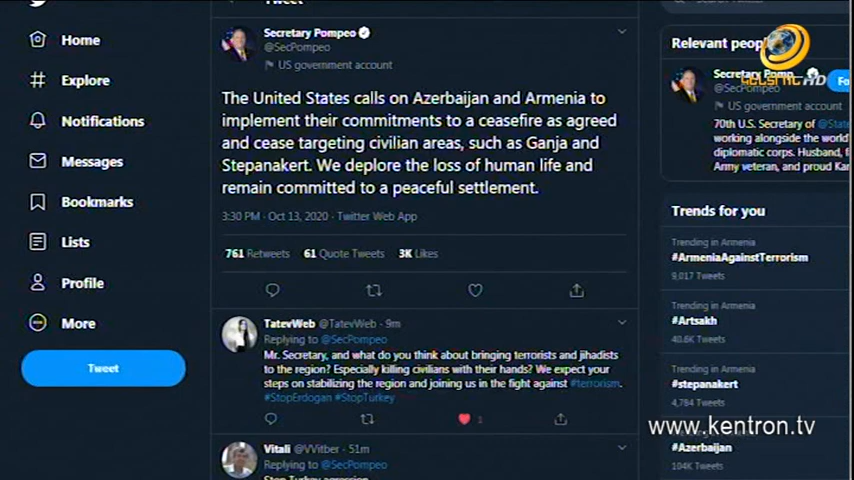 Tweet
Home
Explore
Notifications
Messages
Bookmarks
Lists
Profile
More
Tweet
Secretary Pompeo
@SecPompeo
US government account
The United States calls on Azerbaijan and Armenia to
implement their commitments to a ceasefire as agreed
and cease targeting civilian areas, such as Ganja and
Stepanakert. We deplore the loss of human life and
remain committed to a peaceful settlement.
3:30 PM · Oct 13, 2020 · Twitter Web App
761 Retweets 61 Quote Tweets 3K Likes
TatevWeb @TatevWeb · 9m
Replying to @SecPompeo
Mr. Secretary, and what do you think about bringing terrorists and jihadists
to the region? Especially killing civilians with their hands? We expect your
steps on stabilizing the region and joining us in the fight against #terrorism.
#StopErdogan #StopTurkey
Vitali @VVitber · 51m
Replying to @SecPompeo
Stop Turkey
Relevant peopl
HD
Secretary Pomp...
@SecPompeo
Fo
US government account
70th U.S. Secretary of @State
working alongside the world'
diplomatic corps. Husband, f
Army veteran, and proud Kan
Trends for you
Trending in Armenia
#ArmeniaAgainstTerrorism
9,017 Tweets
Trending in Armenia
#Artsakh
40.6K Tweets
Trending in Armenia
#stepanakert
4,784 Tweets
www.kentron.tv
#Azerbaijan
104K Tweets